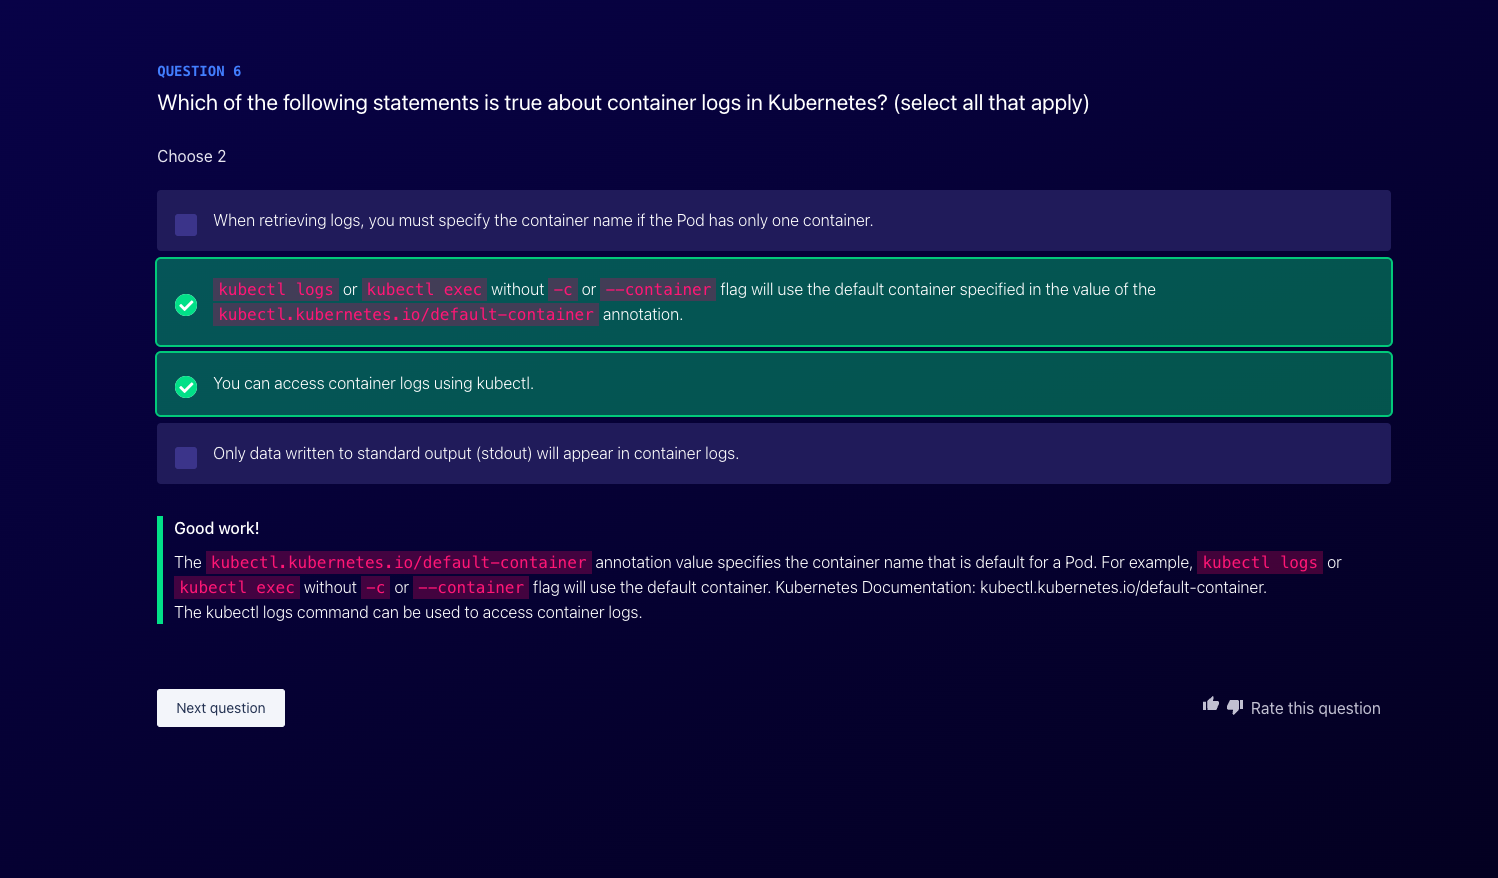 QUESTION 6
Which of the following statements is true about container logs in Kubernetes? (select all that apply)
Choose 2
When retrieving logs, you must specify the container name if the Pod has only one container.
kubectl logs or kubectl exec without -c or --container flag will use the default container specified in the value of the
kubectl.kubernetes.io/default-container annotation.
You can access container logs using kubectl.
Only data written to standard output (stdout) will appear in container logs.
Good work!
The kubectl.kubernetes.io/default-container annotation value specifies the container name that is default for a Pod. For example, kubectl logs or
kubectl exec without -c or --container flag will use the default container. Kubernetes Documentation: kubectl.kubernetes.io/default-container.
The kubectl logs command can be used to access container logs.
Next question
Rate this question